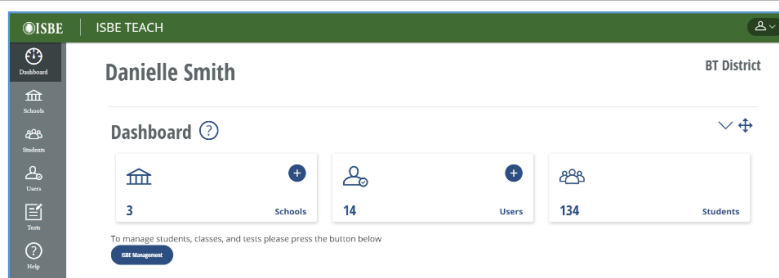 ISBE ISBE TEACH
Dashboard
Schools
Students
Users
Tests
Help
Danielle Smith BT District
Dashboard ?
3 Schools
14 Users
134 Students
To manage students, classes, and tests please press the button below
ISBE Management